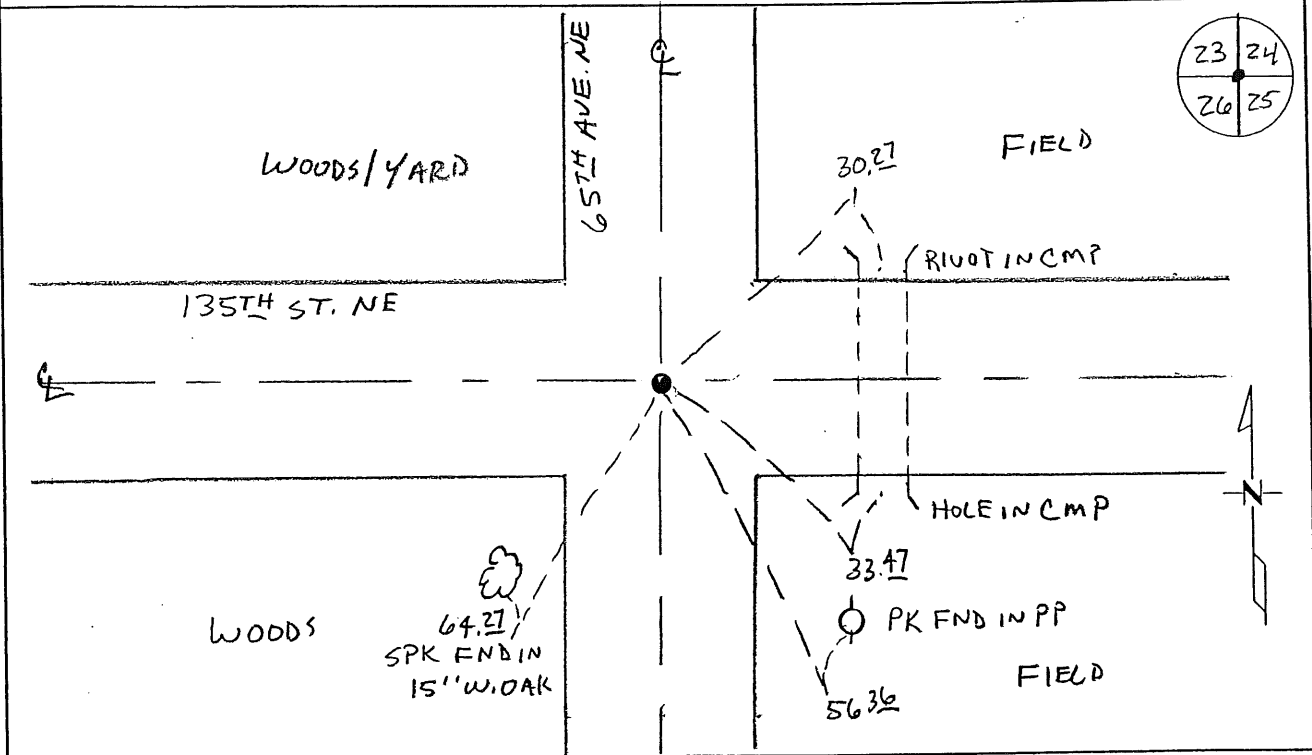 65TH AVE. NE
CL
23 24
26 25
WOODS/YARD
FIELD
30.27
RIVOT IN CMP
135TH ST. NE
CL
N
HOLE IN CMP
33.47
64.27
SPK FND IN
15" W. OAK
WOODS
PK FND IN PP
FIELD
56 36